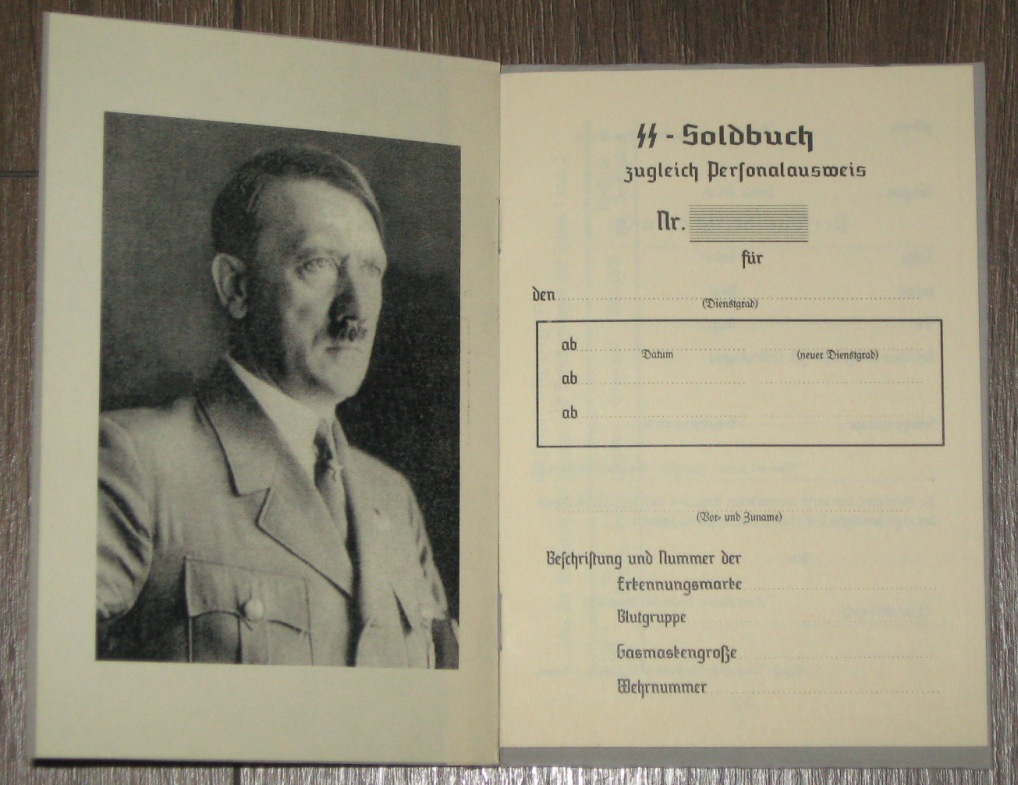 ᛋᛋ - Soldbuch
zugleich Personalausweis
Nr.
für
den
(Dienstgrad)
ab
Datum (neuer Dienstgrad)
ab
ab
(Vor- und Zuname)
Beschriftung und Nummer der
Erkennungsmarke
Blutgruppe
Gasmaskengroße
Wehrnummer